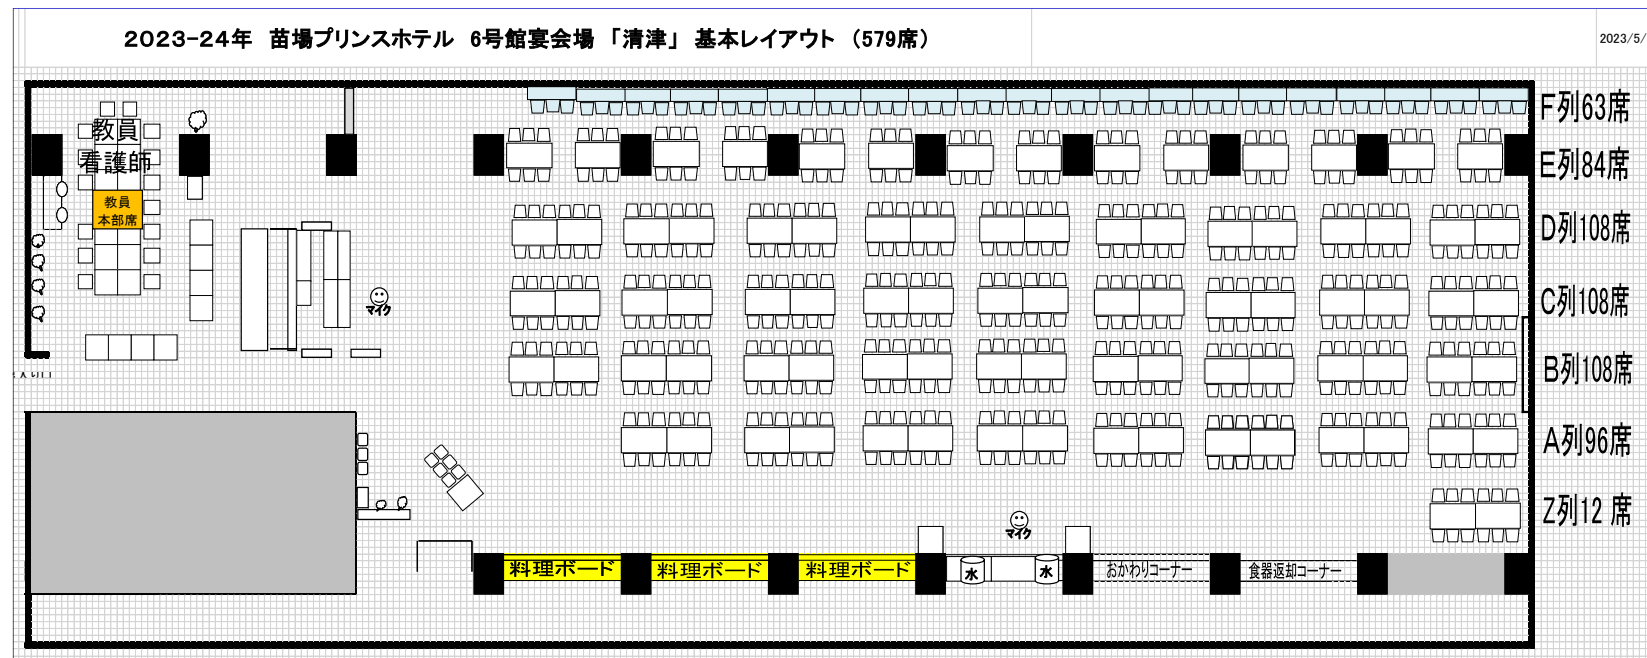 2023-24年 苗場プリンスホテル 6号館宴会場 「清津」 基本レイアウト （579席）
2023/5/
F列63席
教員
看護師
E列84席
教員
本部席
D列108席
マイク
C列108席
B列108席
A列96席
Z列12 席
マイク
料理ボード
料理ボード
料理ボード
水
水
おかわりコーナー
食器返却コーナー